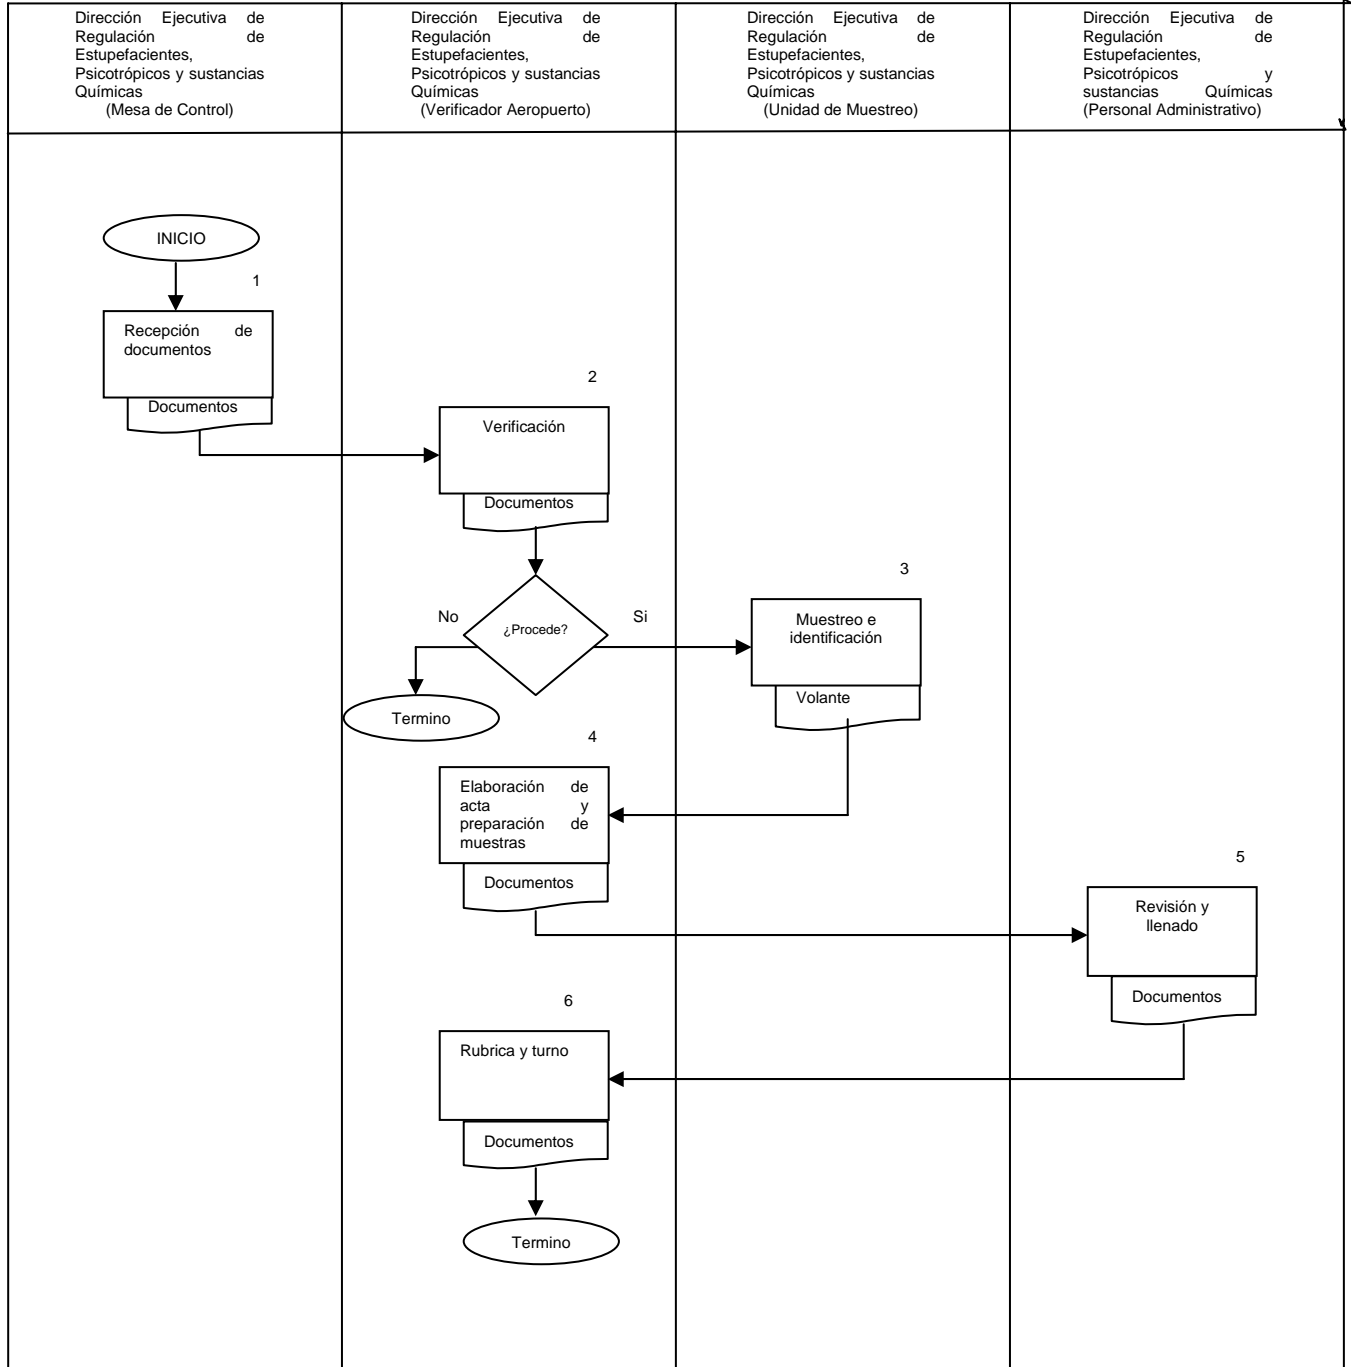 Dirección Ejecutiva de
Regulación de
Estupefacientes,
Psicotrópicos y sustancias
Químicas
(Mesa de Control)
Dirección Ejecutiva de
Regulación de
Estupefacientes,
Psicotrópicos y sustancias
Químicas
(Verificador Aeropuerto)
Dirección Ejecutiva de
Regulación de
Estupefacientes,
Psicotrópicos y sustancias
Químicas
(Unidad de Muestreo)
Dirección Ejecutiva de
Regulación de
Estupefacientes,
Psicotrópicos y
sustancias Químicas
(Personal Administrativo)
INICIO
1
Recepción de
documentos
Documentos
2
Verificación
Documentos
¿Procede?
No
Si
Termino
3
Muestreo e
identificación
Volante
4
Elaboración de
acta y
preparación de
muestras
Documentos
5
Revisión y
llenado
Documentos
6
Rubrica y turno
Documentos
Termino